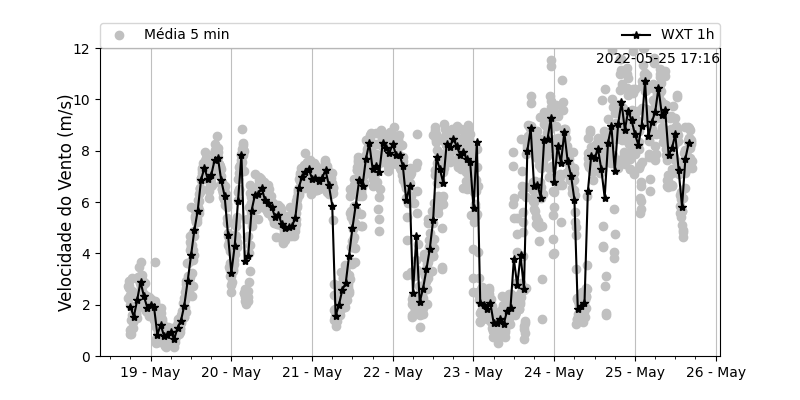 Média 5 min
WXT 1h
2022-05-25 17:16
Velocidade do Vento (m/s)
12
10
8
6
4
2
0
19 - May
20 - May
21 - May
22 - May
23 - May
24 - May
25 - May
26 - May